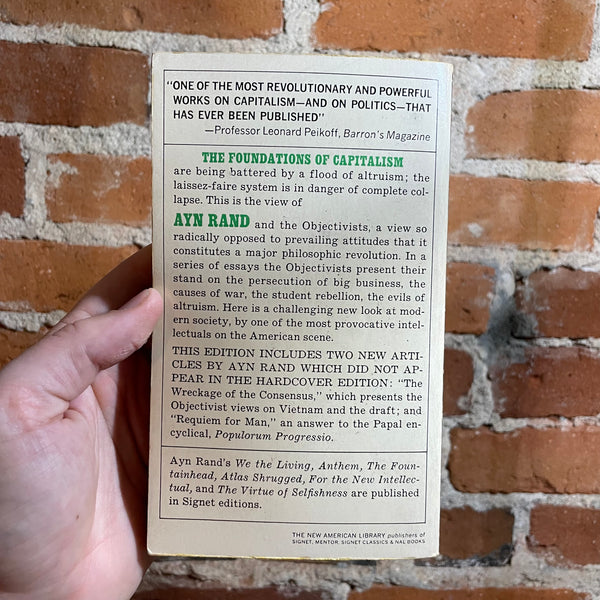 "ONE OF THE MOST REVOLUTIONARY AND POWERFUL
WORKS ON CAPITALISM—AND ON POLITICS—THAT
HAS EVER BEEN PUBLISHED"
—Professor Leonard Peikoff, Barron's Magazine
THE FOUNDATIONS OF CAPITALISM
are being battered by a flood of altruism; the
laissez-faire system is in danger of complete col-
lapse. This is the view of
AYN RAND and the Objectivists, a view so
radically opposed to prevailing attitudes that it
constitutes a major philosophic revolution. In a
series of essays the Objectivists present their
stand on the persecution of big business, the
causes of war, the student rebellion, the evils of
altruism. Here is a challenging new look at mod-
ern society, by one of the most provocative intel-
lectuals on the American scene.
THIS EDITION INCLUDES TWO NEW ARTI-
CLES BY AYN RAND WHICH DID NOT AP-
PEAR IN THE HARDCOVER EDITION: "The
Wreckage of the Consensus," which presents the
Objectivist views on Vietnam and the draft; and
"Requiem for Man," an answer to the Papal en-
cyclical, Populorum Progressio.
Ayn Rand's We the Living, Anthem, The Foun-
tainhead, Atlas Shrugged, For the New Intellec-
tual, and The Virtue of Selfishness are published
in Signet editions.
THE NEW AMERICAN LIBRARY publishers of
SIGNET, MENTOR, SIGNET CLASSICS & NAL BOOKS